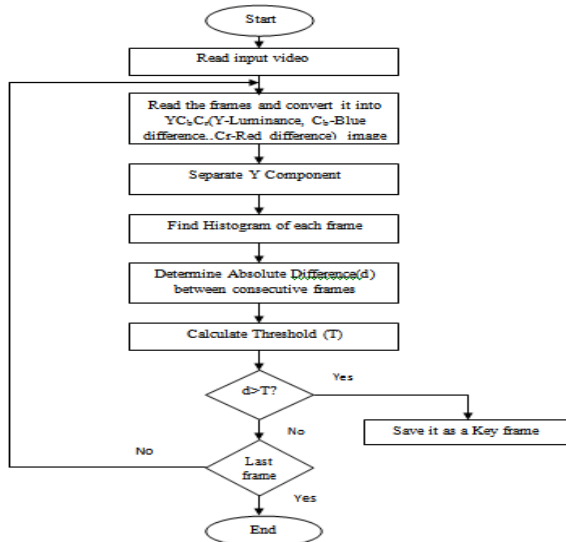 Start
Read input video
Read the frames and convert it into
YCbCr(Y-Luminance, Cb-Blue
difference,.Cr-Red difference) image
Separate Y Component
Find Histogram of each frame
Determine Absolute Difference(d)
between consecutive frames
Calculate Threshold (T)
d>T?
Yes
Save it as a Key frame
No
Last
frame
No
Yes
End